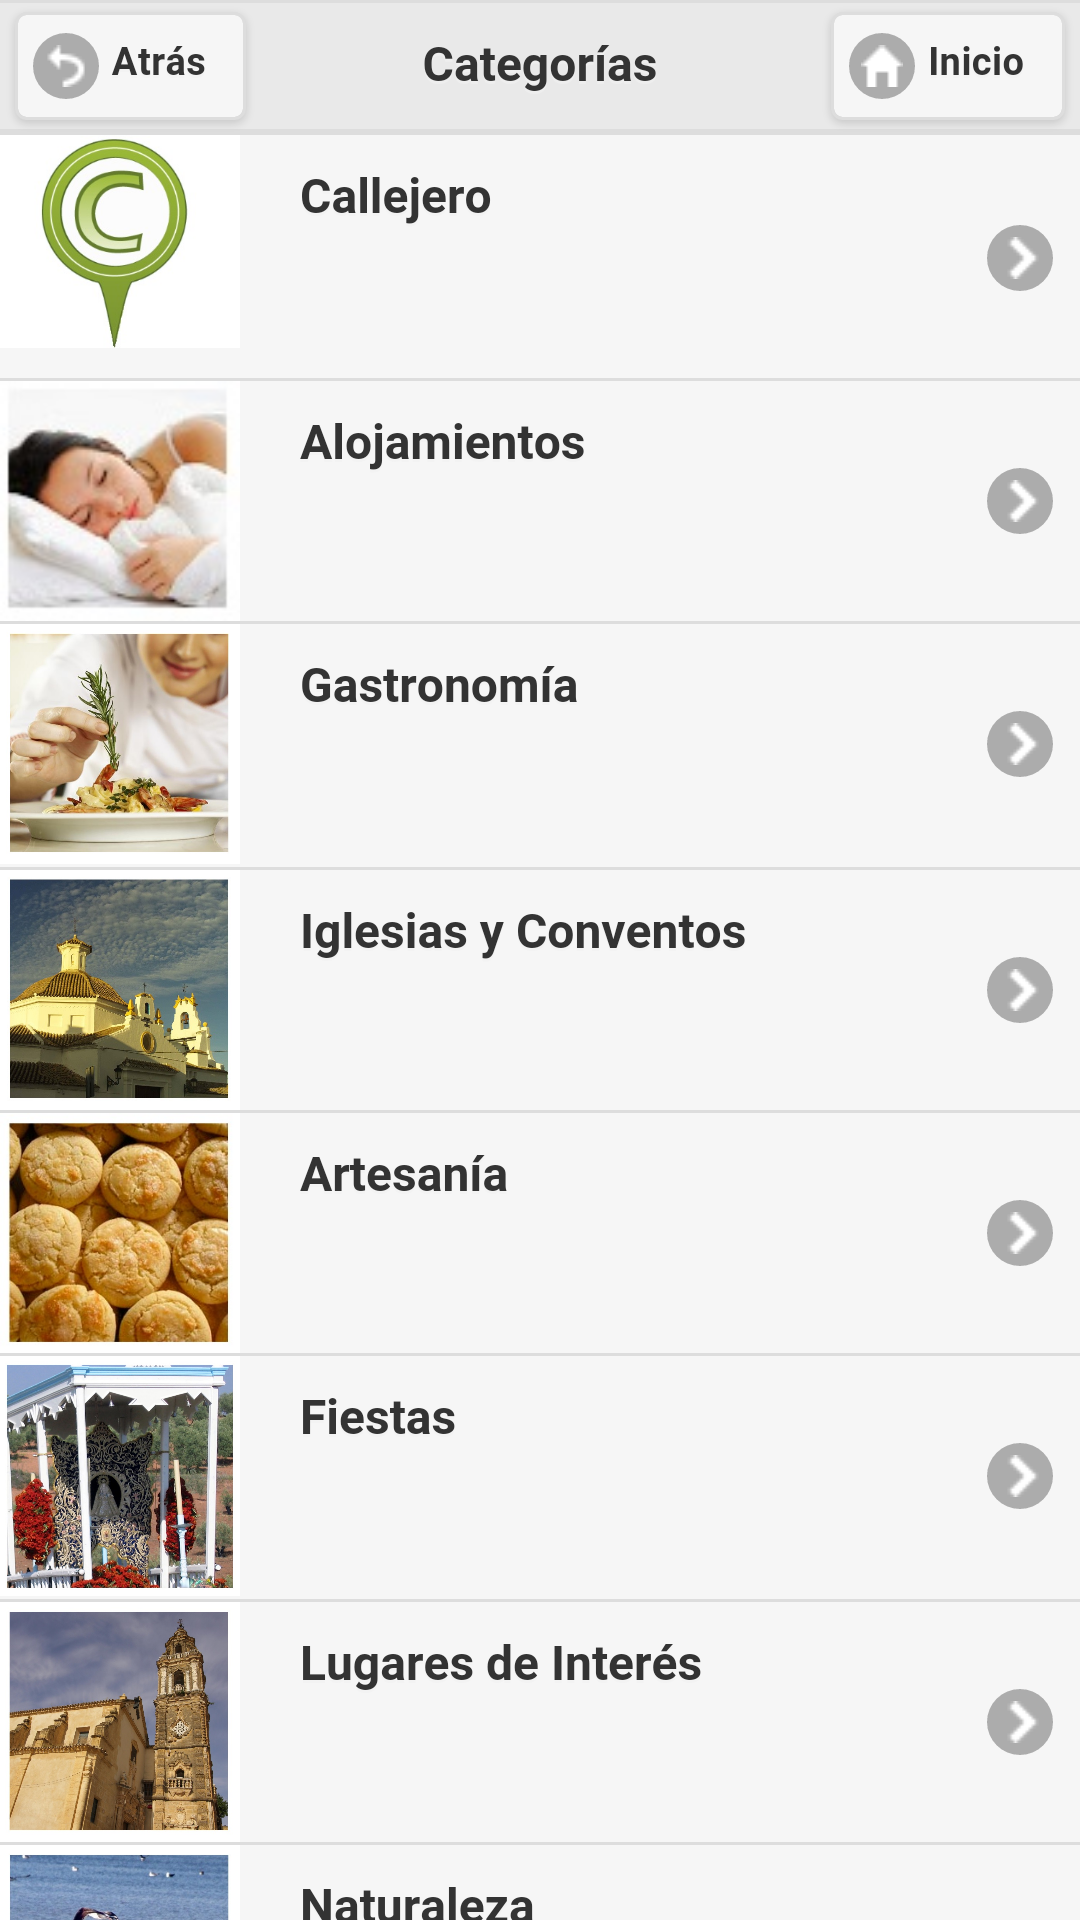 Atrás
Categorías
Inicio
C
Callejero
Alojamientos
Gastronomía
Iglesias y Conventos
Artesanía
Fiestas
Lugares de Interés
Naturaleza